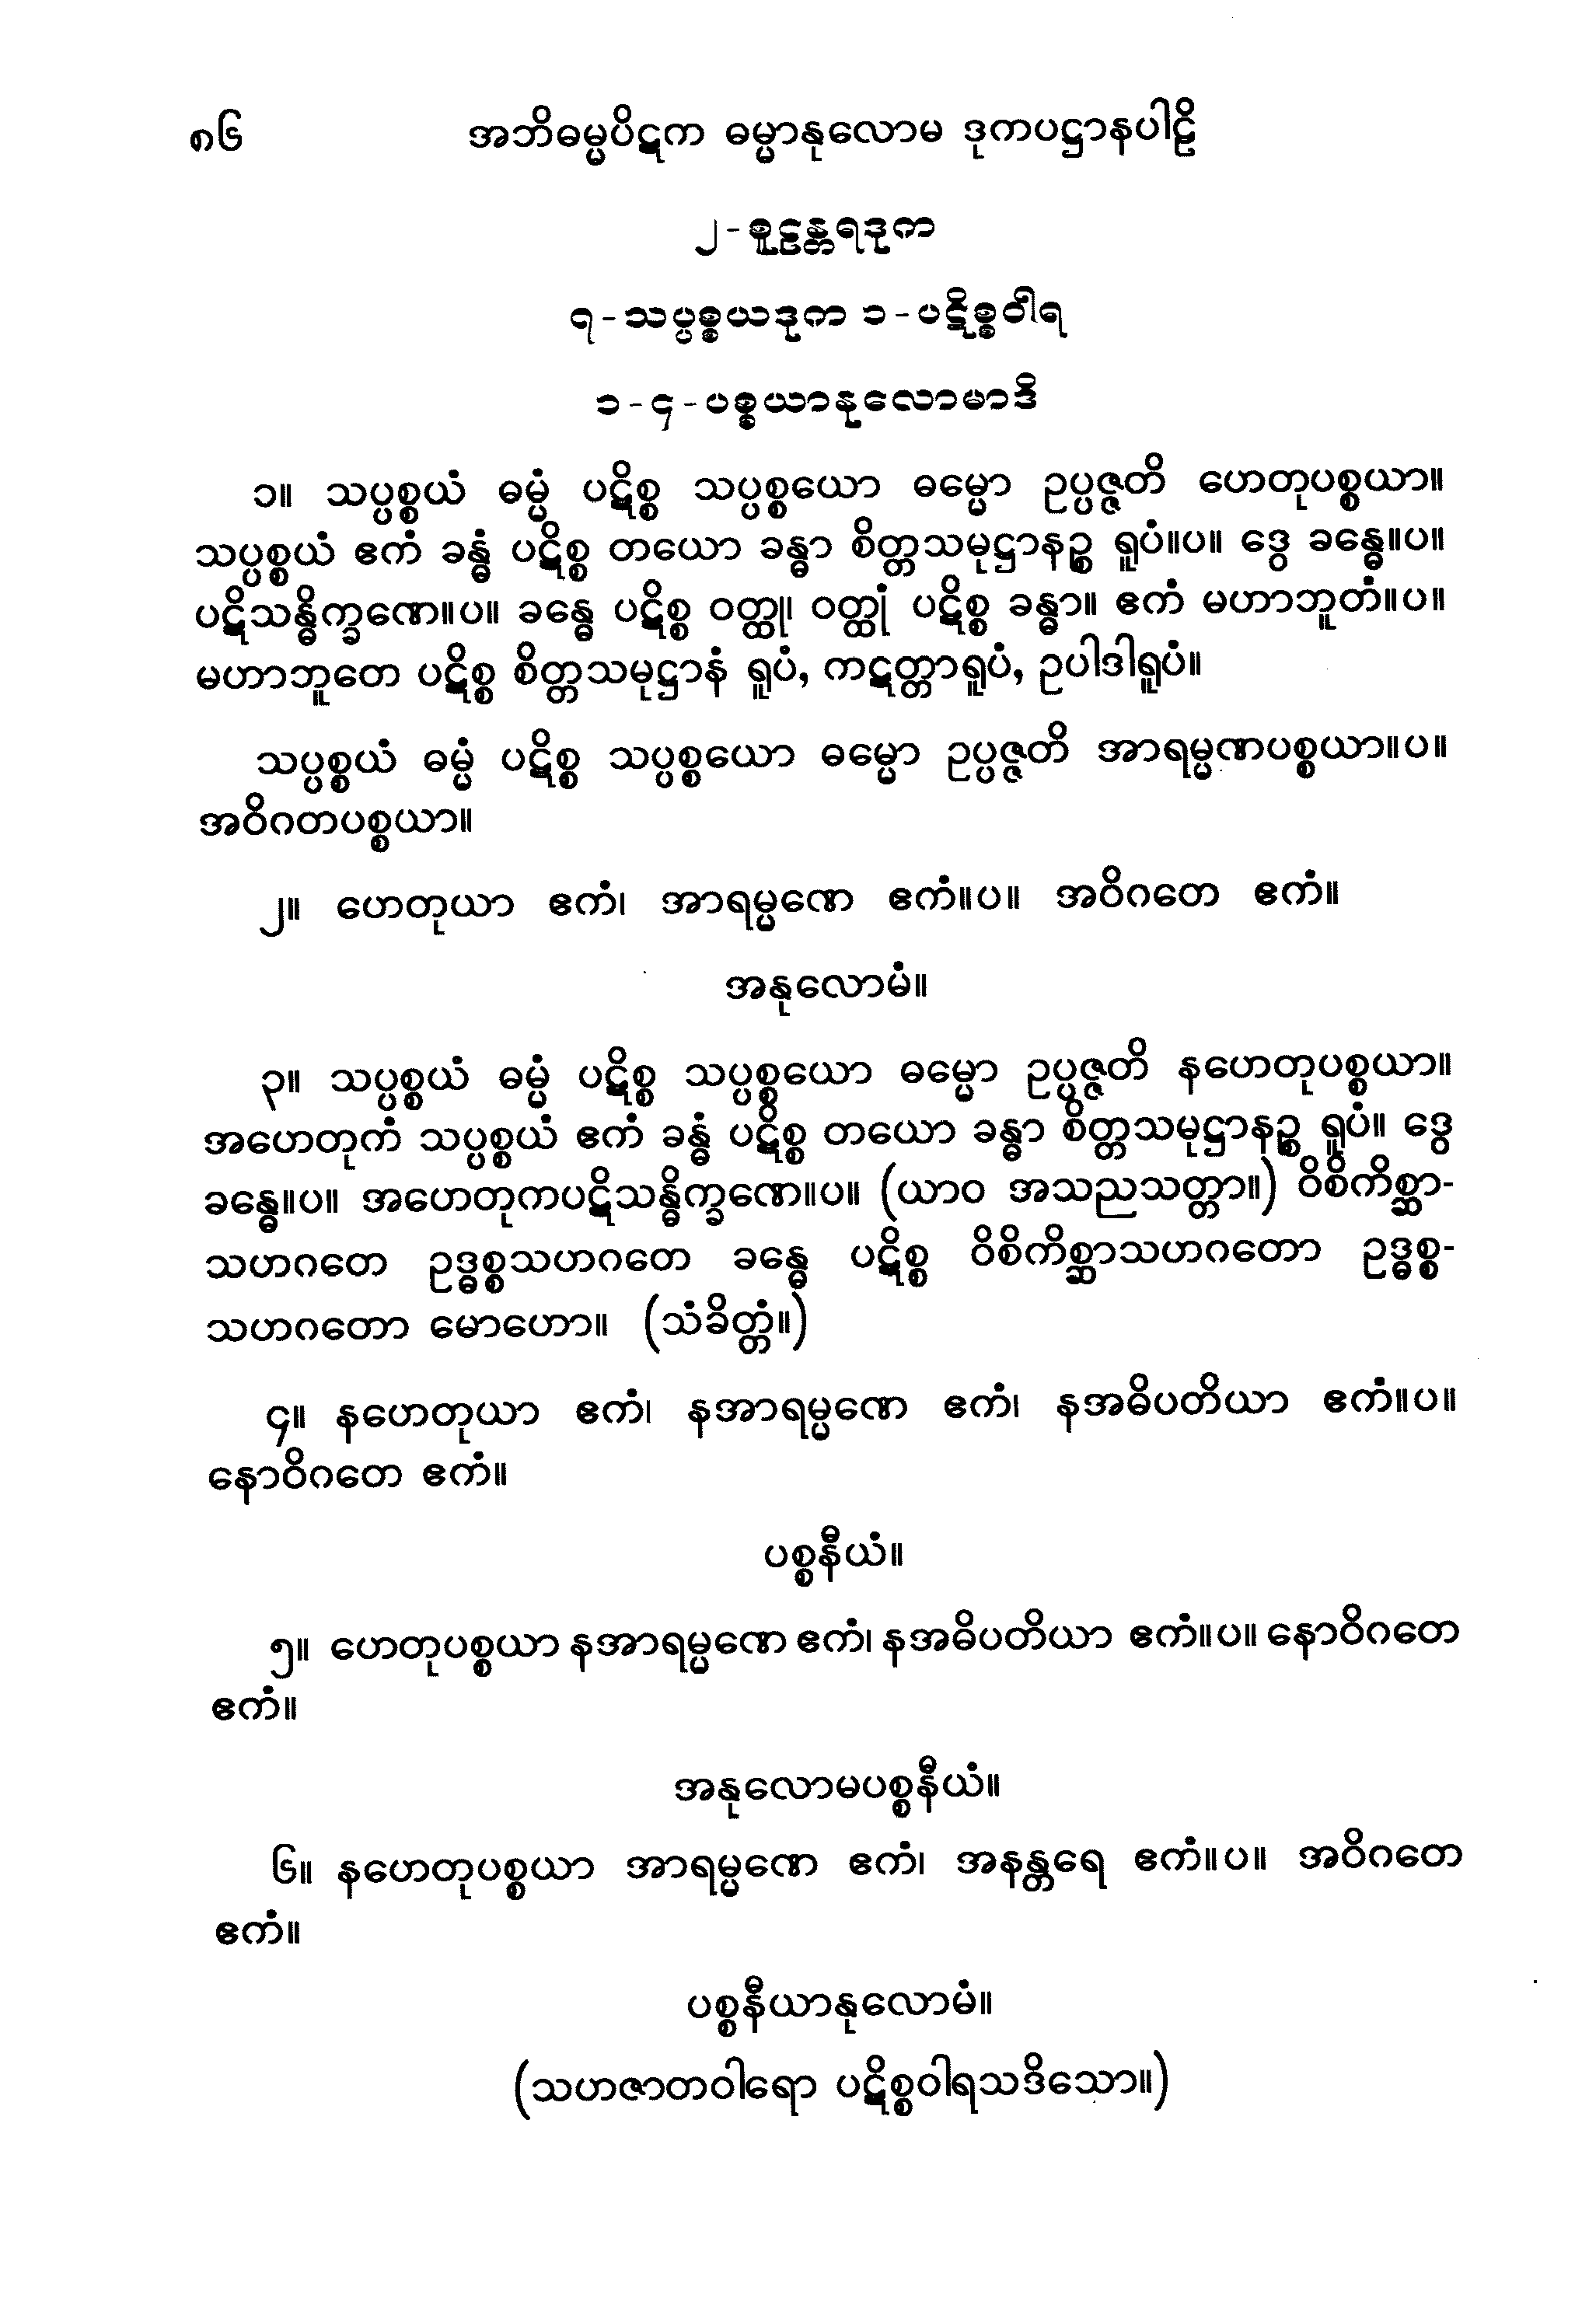 ၈၆ အဘိဓမ္မပိဋက ဓမ္မာနုလောမ ဒုကပဋ္ဌာနပါဠိ
၂-စူဠန္တရဒုက
၇-သပ္ပစ္စယဒုက ၁-ပဋိစ္စဝါရ
၁-၄-ပစ္စယာနုလောမာဒိ
၁။ သပ္ပစ္စယံ ဓမ္မံ ပဋိစ္စ သပ္ပစ္စယော ဓမ္မော ဥပ္ပဇ္ဇတိ ဟေတုပစ္စယာ။
သပ္ပစ္စယံ ဧကံ ခန္ဓံ ပဋိစ္စ တယော ခန္ဓာ စိတ္တသမုဋ္ဌာနဉ္စ ရူပံ။ပ။ ဒွေ ခန္ဓေ။ပ။
ပဋိသန္ဓိက္ခဏေ။ပ။ ခန္ဓေ ပဋိစ္စ ဝတ္ထု၊ ဝတ္ထုံ ပဋိစ္စ ခန္ဓာ။ ဧကံ မဟာဘူတံ။ပ။
မဟာဘူတေ ပဋိစ္စ စိတ္တသမုဋ္ဌာနံ ရူပံ, ကဋတ္တာရူပံ, ဥပါဒါရူပံ။
သပ္ပစ္စယံ ဓမ္မံ ပဋိစ္စ သပ္ပစ္စယော ဓမ္မော ဥပ္ပဇ္ဇတိ အာရမ္မဏပစ္စယာ။ပ။
အဝိဂတပစ္စယာ။
၂။ ဟေတုယာ ဧကံ၊ အာရမ္မဏေ ဧကံ။ပ။ အဝိဂတေ ဧကံ။
အနုလောမံ။
၃။ သပ္ပစ္စယံ ဓမ္မံ ပဋိစ္စ သပ္ပစ္စယော ဓမ္မော ဥပ္ပဇ္ဇတိ နဟေတုပစ္စယာ။
အဟေတုကံ သပ္ပစ္စယံ ဧကံ ခန္ဓံ ပဋိစ္စ တယော ခန္ဓာ စိတ္တသမုဋ္ဌာနဉ္စ ရူပံ။ ဒွေ
ခန္ဓေ။ပ။ အဟေတုကပဋိသန္ဓိက္ခဏေ။ပ။ (ယာဝ အသညသတ္တာ။) ဝိစိကိစ္ဆာ-
သဟဂတေ ဥဒ္ဓစ္စသဟဂတေ ခန္ဓေ ပဋိစ္စ ဝိစိကိစ္ဆာသဟဂတော ဥဒ္ဓစ္စ-
သဟဂတော မောဟော။ (သံခိတ္တံ။)
၄။ နဟေတုယာ ဧကံ၊ နအာရမ္မဏေ ဧကံ၊ နအဓိပတိယာ ဧကံ။ပ။
နောဝိဂတေ ဧကံ။
ပစ္စနီယံ။
၅။ ဟေတုပစ္စယာ နအာရမ္မဏေ ဧကံ၊ နအဓိပတိယာ ဧကံ။ပ။ နောဝိဂတေ
ဧကံ။
အနုလောမပစ္စနီယံ။
၆။ နဟေတုပစ္စယာ အာရမ္မဏေ ဧကံ၊ အနန္တရေ ဧကံ။ပ။ အဝိဂတေ
ဧကံ။
ပစ္စနီယာနုလောမံ။
(သဟဇာတဝါရော ပဋိစ္စဝါရသဒိသော။)